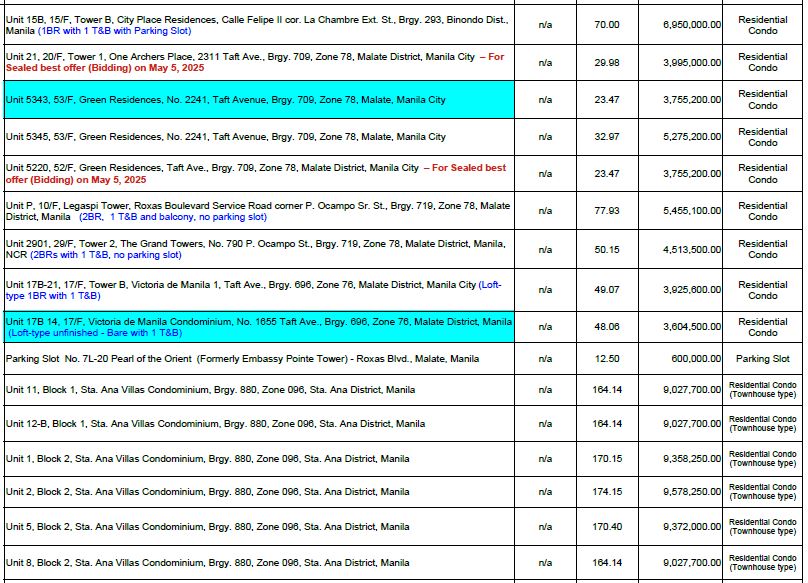 Unit 15B, 15/F, Tower B, City Place Residences, Calle Felipe II cor. La Chambre Ext. St., Brgy. 293, Binondo Dist., Manila (1BR with 1 T&B with Parking Slot) n/a 70.00 6,950,000.00 Residential Condo
Unit 21, 20/F, Tower 1, One Archers Place, 2311 Taft Ave., Brgy. 709, Zone 78, Malate District, Manila City – For Sealed best offer (Bidding) on May 5, 2025 n/a 29.98 3,995,000.00 Residential Condo
Unit 5343, 53/F, Green Residences, No. 2241, Taft Avenue, Brgy. 709, Zone 78, Malate, Manila City n/a 23.47 3,755,200.00 Residential Condo
Unit 5345, 53/F, Green Residences, No. 2241, Taft Avenue, Brgy. 709, Zone 78, Malate, Manila City n/a 32.97 5,275,200.00 Residential Condo
Unit 5220, 52/F, Green Residences, Taft Ave., Brgy. 709, Zone 78, Malate District, Manila City – For Sealed best offer (Bidding) on May 5, 2025 n/a 23.47 3,755,200.00 Residential Condo
Unit P, 10/F, Legaspi Tower, Roxas Boulevard Service Road corner P. Ocampo Sr. St., Brgy. 719, Zone 78, Malate District, Manila (2BR, 1 T&B and balcony, no parking slot) n/a 77.93 5,455,100.00 Residential Condo
Unit 2901, 29/F, Tower 2, The Grand Towers, No. 790 P. Ocampo St., Brgy. 719, Zone 78, Malate District, Manila, NCR (2BRs with 1 T&B, no parking slot) n/a 50.15 4,513,500.00 Residential Condo
Unit 17B-21, 17/F, Tower B, Victoria de Manila 1, Taft Ave., Brgy. 696, Zone 76, Malate District, Manila City (Loft-type 1BR with 1 T&B) n/a 49.07 3,925,600.00 Residential Condo
Unit 17B 14, 17/F, Victoria de Manila Condominium, No. 1655 Taft Ave., Brgy. 696, Zone 76, Malate District, Manila (Loft-type unfinished - Bare with 1 T&B) n/a 48.06 3,604,500.00 Residential Condo
Parking Slot No. 7L-20 Pearl of the Orient (Formerly Embassy Pointe Tower) - Roxas Blvd., Malate, Manila n/a 12.50 600,000.00 Parking Slot
Unit 11, Block 1, Sta. Ana Villas Condominium, Brgy. 880, Zone 096, Sta. Ana District, Manila n/a 164.14 9,027,700.00 Residential Condo (Townhouse type)
Unit 12-B, Block 1, Sta. Ana Villas Condominium, Brgy. 880, Zone 096, Sta. Ana District, Manila n/a 164.14 9,027,700.00 Residential Condo (Townhouse type)
Unit 1, Block 2, Sta. Ana Villas Condominium, Brgy. 880, Zone 096, Sta. Ana District, Manila n/a 170.15 9,358,250.00 Residential Condo (Townhouse type)
Unit 2, Block 2, Sta. Ana Villas Condominium, Brgy. 880, Zone 096, Sta. Ana District, Manila n/a 174.15 9,578,250.00 Residential Condo (Townhouse type)
Unit 5, Block 2, Sta. Ana Villas Condominium, Brgy. 880, Zone 096, Sta. Ana District, Manila n/a 170.40 9,372,000.00 Residential Condo (Townhouse type)
Unit 8, Block 2, Sta. Ana Villas Condominium, Brgy. 880, Zone 096, Sta. Ana District, Manila n/a 164.14 9,027,700.00 Residential Condo (Townhouse type)